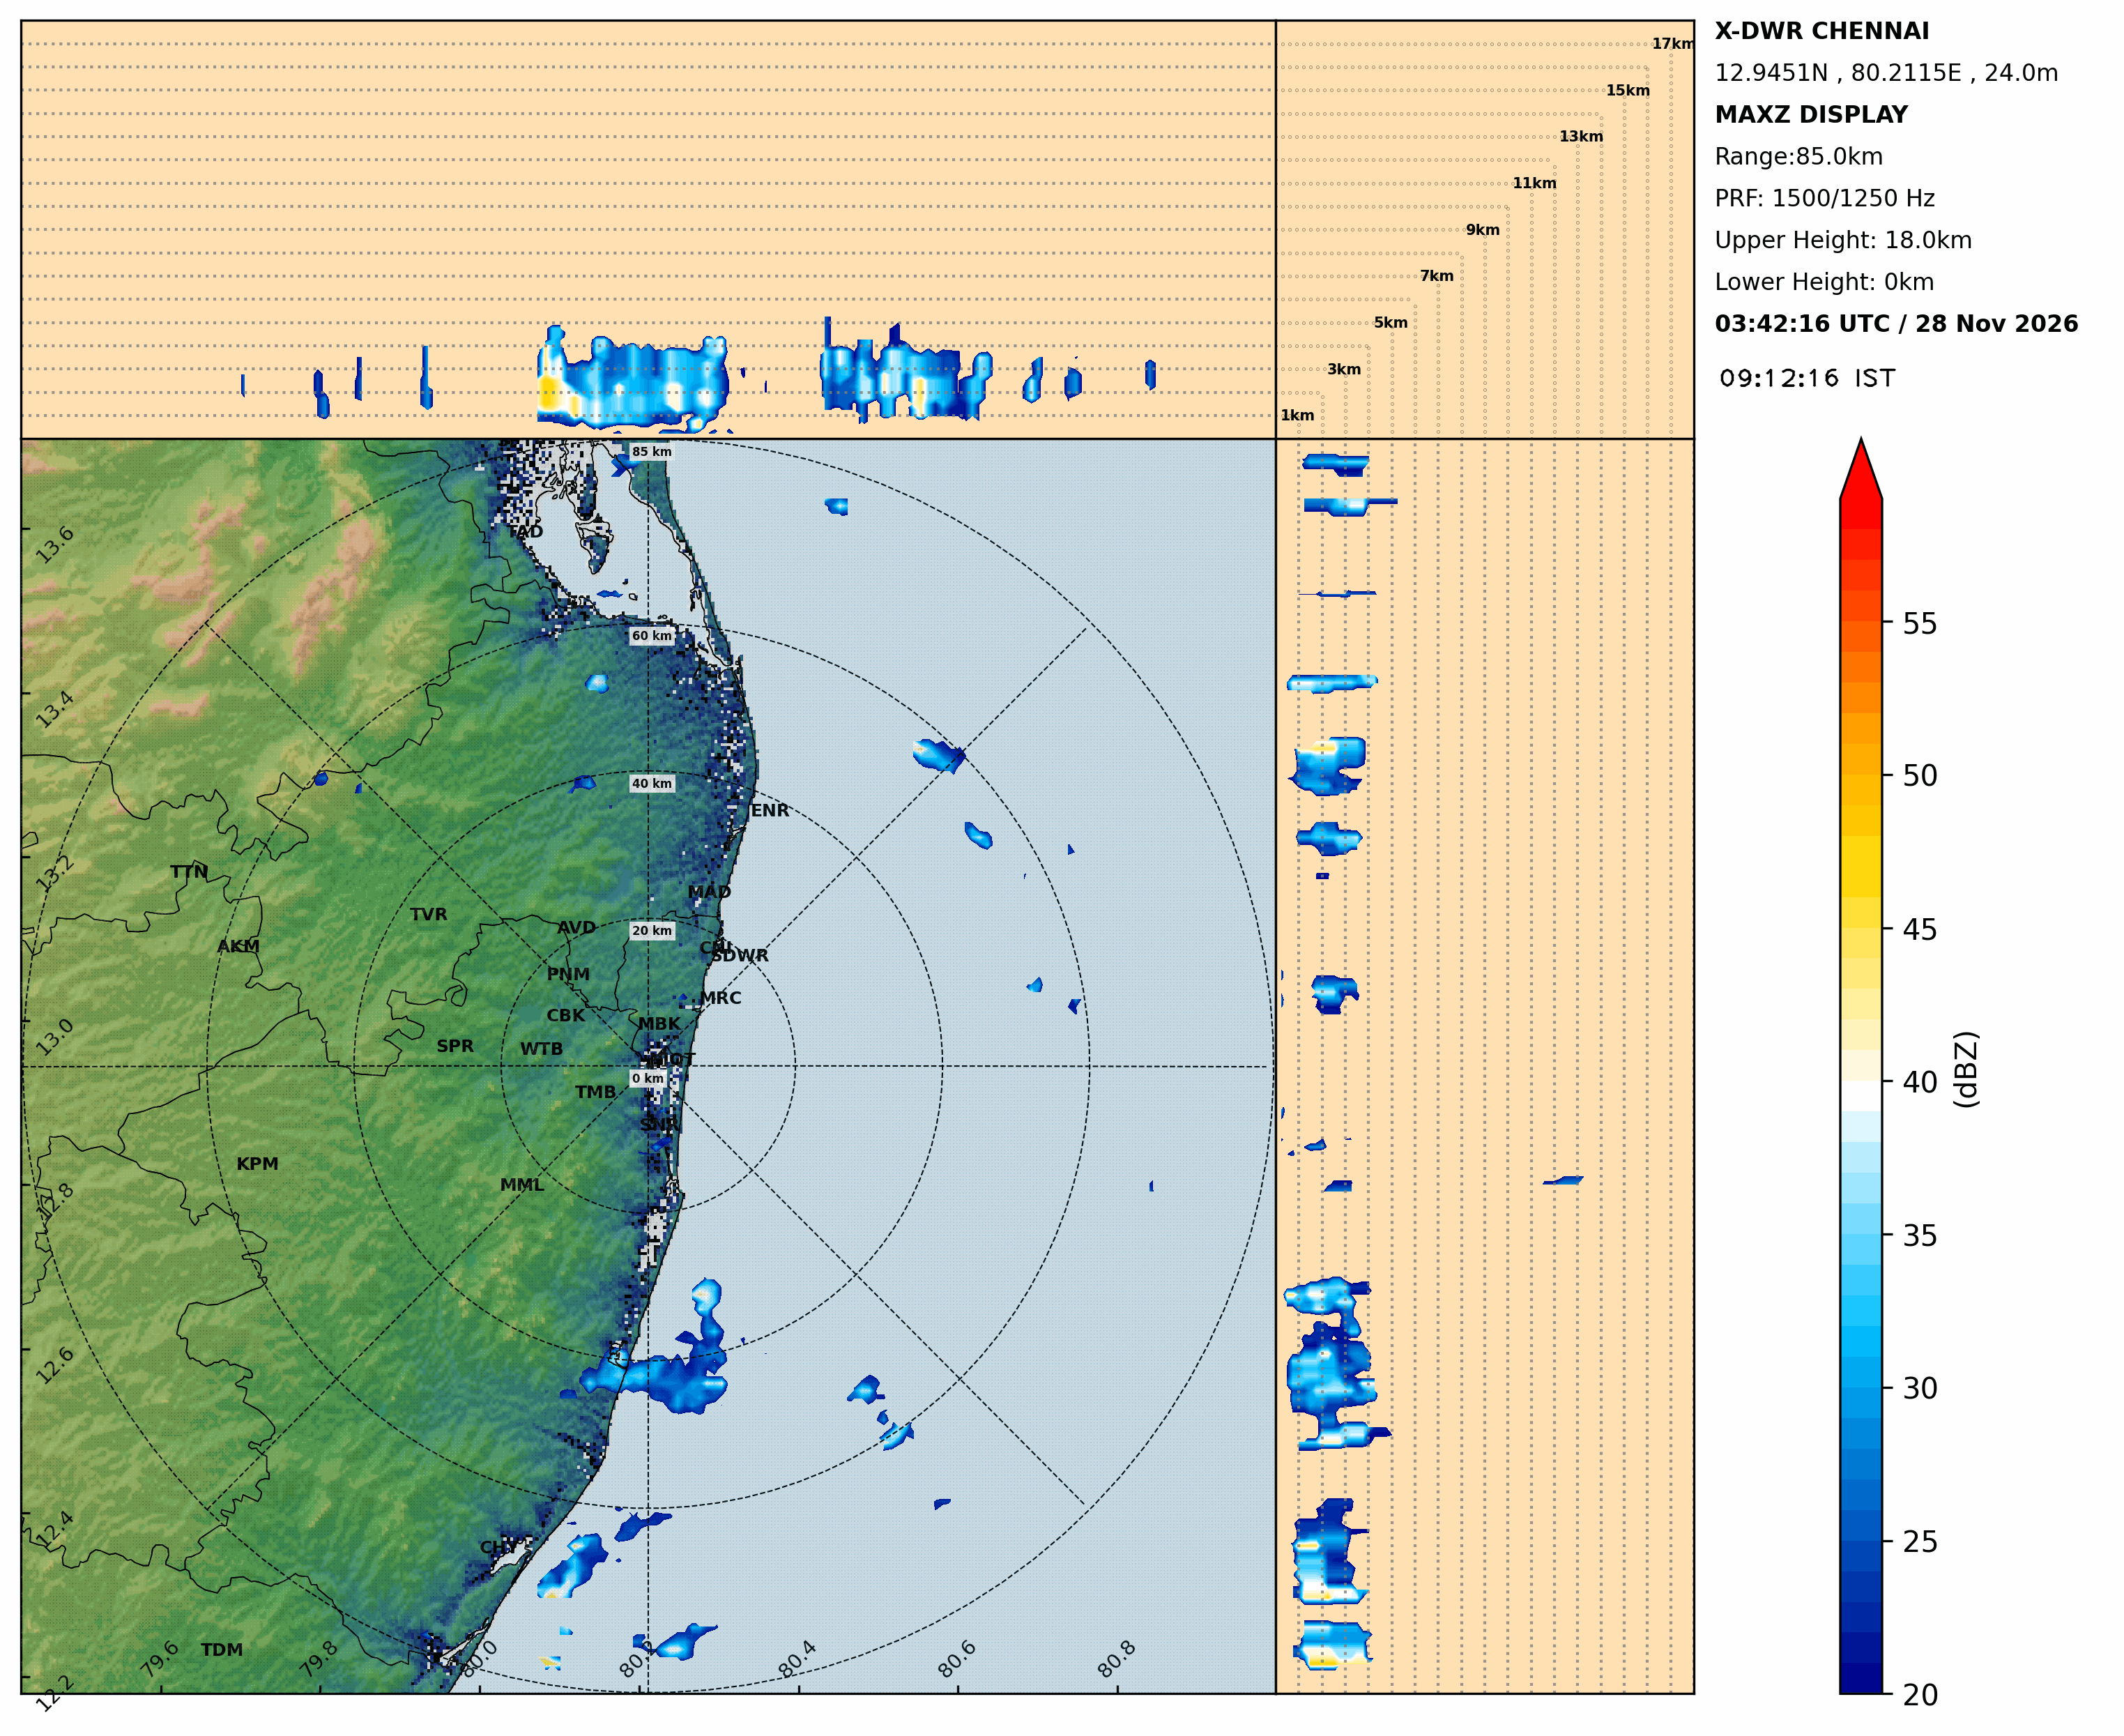 X-DWR CHENNAI
12.9451N , 80.2115E , 24.0m
MAXZ DISPLAY
Range:85.0km
PRF: 1500/1250 Hz
Upper Height: 18.0km
Lower Height: 0km
03:42:16 UTC / 28 Nov 2026
09:12:16 IST
17km
15km
13km
11km
9km
7km
5km
3km
1km
85 km
60 km
40 km
20 km
0 km
TAD
ENR
MAD
TTN
TVR
AVD
AKM
SDWR
PNM
MRC
CBK
MBK
SPR
WTB
TMB
SNR
KPM
MML
CHY
TDM
13.6
13.4
13.2
13.0
12.8
12.6
12.4
12.2
79.6
79.8
80.0
80.2
80.4
80.6
80.8
55
50
45
40
35
30
25
20
(dBZ)